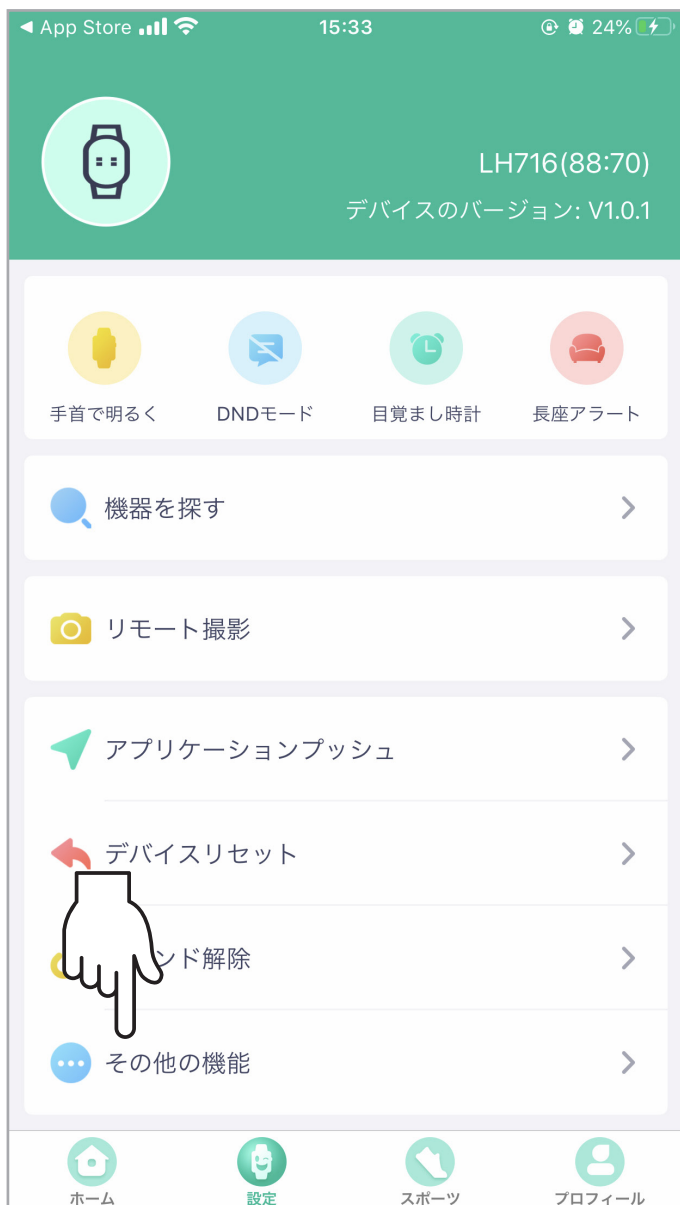 ◀ App Store 15:33 24%
LH716(88:70)
デバイスのバージョン: V1.0.1
手首で明るく DNDモード 目覚まし時計 長座アラート
機器を探す
リモート撮影
アプリケーションプッシュ
デバイスリセット
ンド解除
その他の機能
ホーム 設定 スポーツ プロフィール